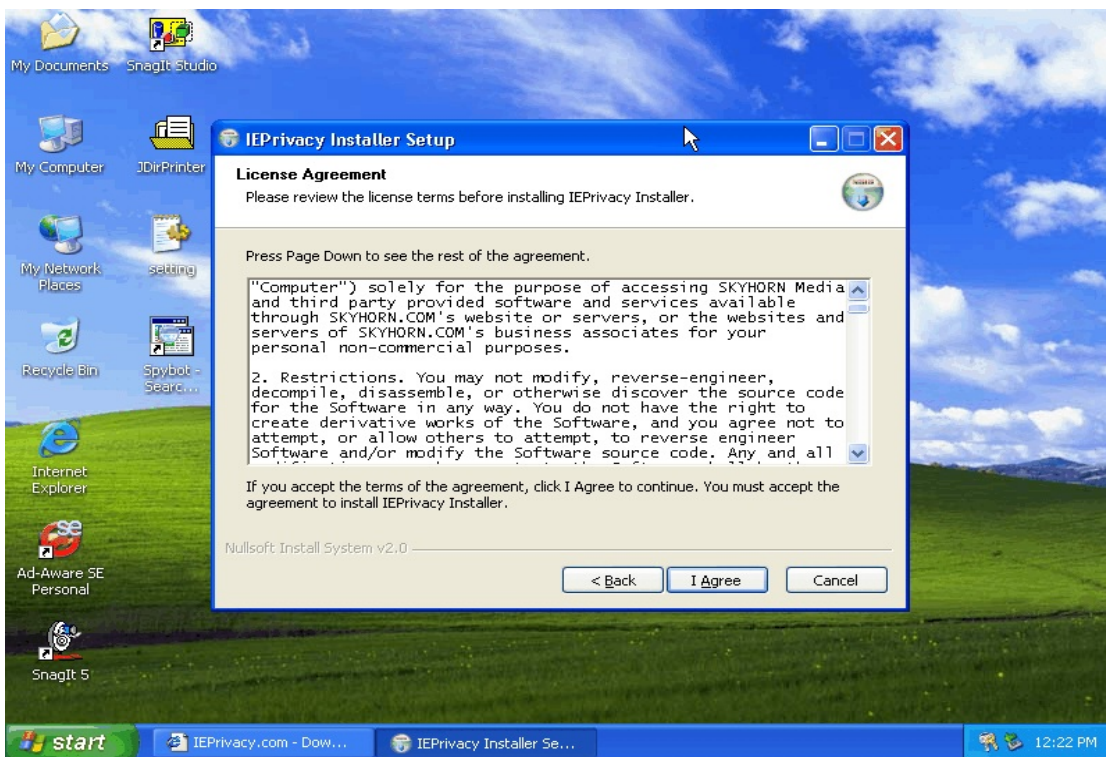 My Documents
SnagIt Studio
My Computer
JDirPrinter
My Network
Places
setting
Recycle Bin
Spybot -
Searc...
Internet
Explorer
Ad-Aware SE
Personal
SnagIt 5
IEPrivacy Installer Setup
License Agreement
Please review the license terms before installing IEPrivacy Installer.
Press Page Down to see the rest of the agreement.
"Computer") solely for the purpose of accessing SKYHORN Media
and third party provided software and services available
through SKYHORN.COM's website or servers, or the websites and
servers of SKYHORN.COM's business associates for your
personal non-commercial purposes.
2. Restrictions. You may not modify, reverse-engineer,
decompile, disassemble, or otherwise discover the source code
for the Software in any way. You do not have the right to
create derivative works of the Software, and you agree not to
attempt, or allow others to attempt, to reverse engineer
Software and/or modify the Software source code. Any and all
If you accept the terms of the agreement, click I Agree to continue. You must accept the
agreement to install IEPrivacy Installer.
Nullsoft Install System v2.0
< Back
I Agree
Cancel
start
IEPrivacy.com - Dow...
IEPrivacy Installer Se...
12:22 PM